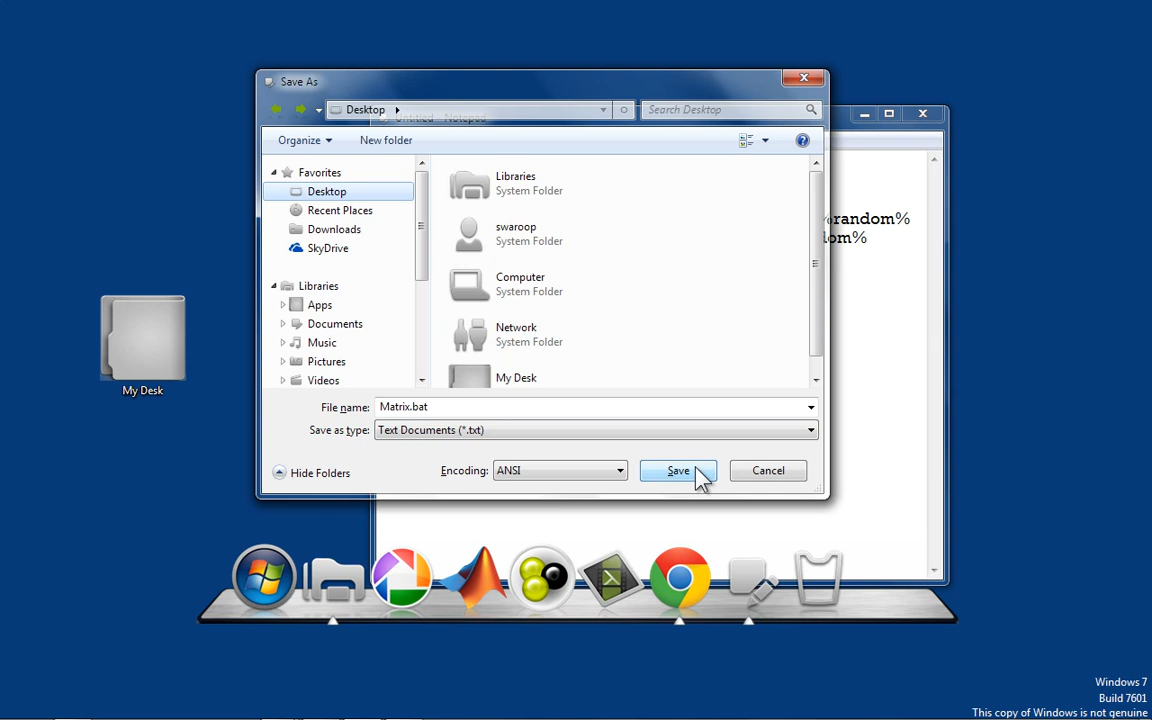 Save As
Desktop
Search Desktop
Untitled - Notepad
Organize
New folder
Favorites
Desktop
Recent Places
Downloads
SkyDrive
Libraries
Apps
Documents
Music
Pictures
Videos
Libraries
System Folder
swaroop
System Folder
Computer
System Folder
Network
System Folder
My Desk
%random%
dom%
File name: Matrix.bat
Save as type: Text Documents (*.txt)
Hide Folders
Encoding: ANSI
Save
Cancel
My Desk
Windows 7
Build 7601
This copy of Windows is not genuine